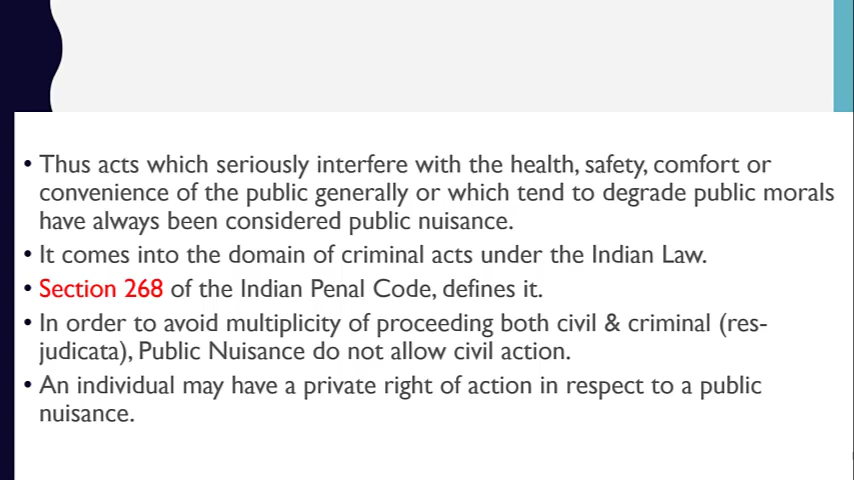 • Thus acts which seriously interfere with the health, safety, comfort or
convenience of the public generally or which tend to degrade public morals
have always been considered public nuisance.
• It comes into the domain of criminal acts under the Indian Law.
• Section 268 of the Indian Penal Code, defines it.
• In order to avoid multiplicity of proceeding both civil & criminal (res-
judicata), Public Nuisance do not allow civil action.
• An individual may have a private right of action in respect to a public
nuisance.